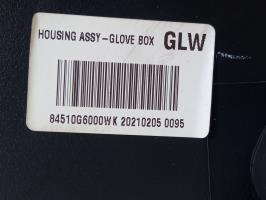 HOUSING ASSY-GLOVE BOX GLW
84510G6000WK 20210205 0095